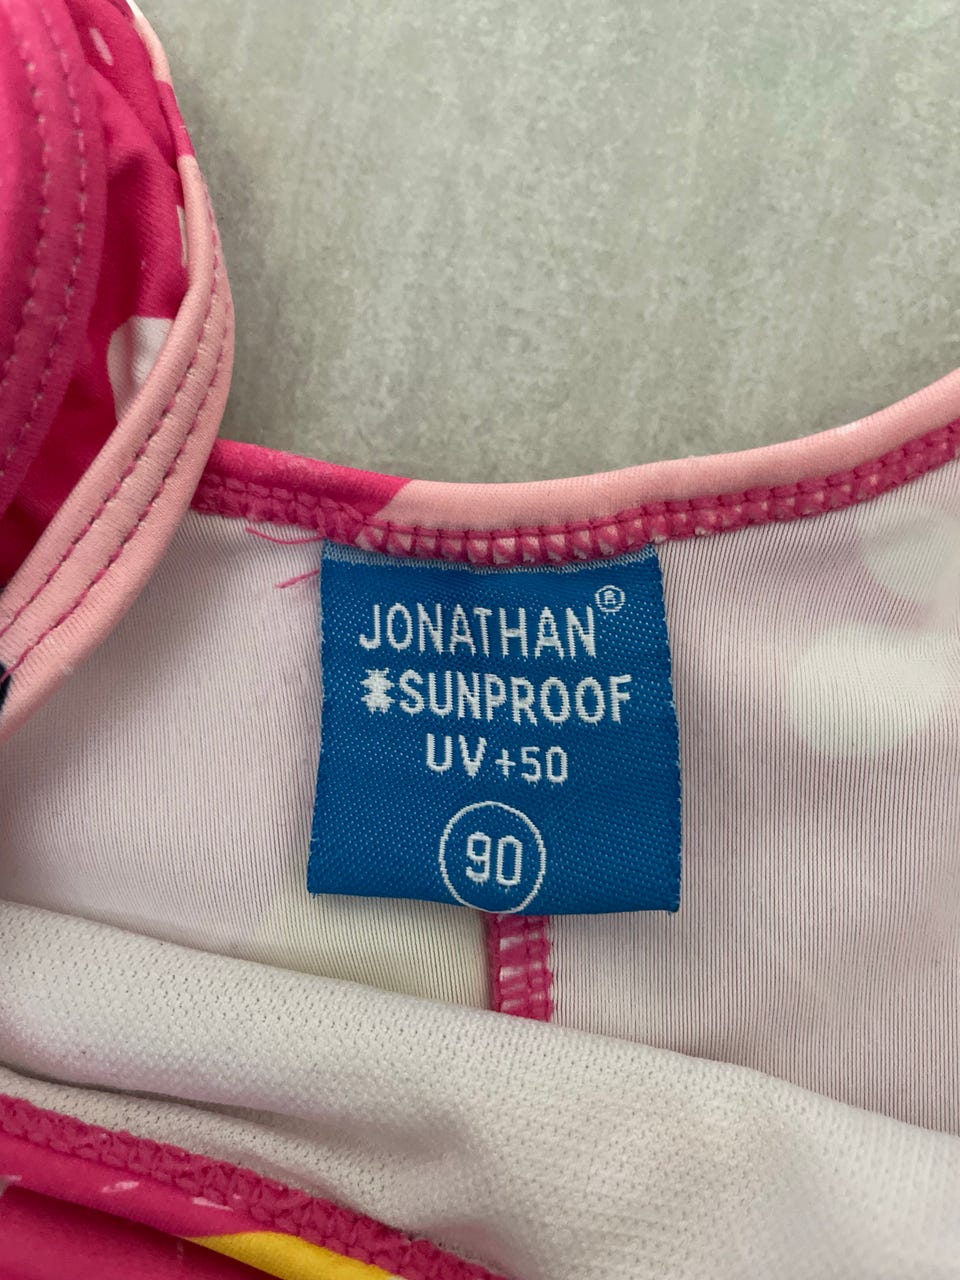 JONATHAN®
SUNPROOF
UV+50
90